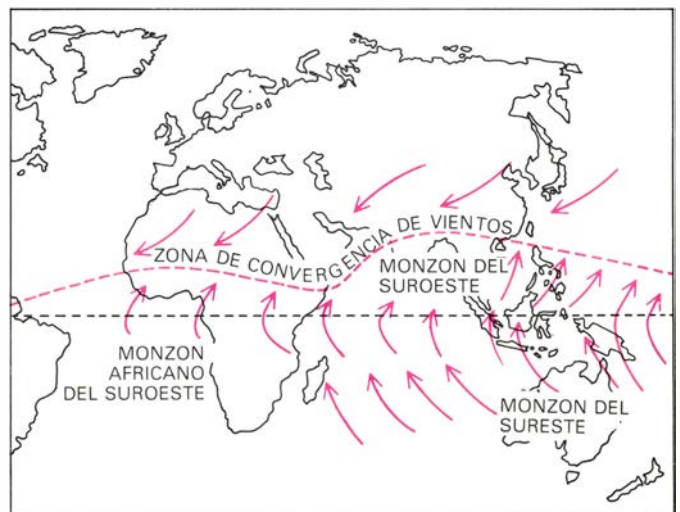 ZONA DE CONVERGENCIA DE VIENTOS
MONZON DEL
SUROESTE
MONZON
AFRICANO
DEL SUROESTE
MONZON DEL
SURESTE